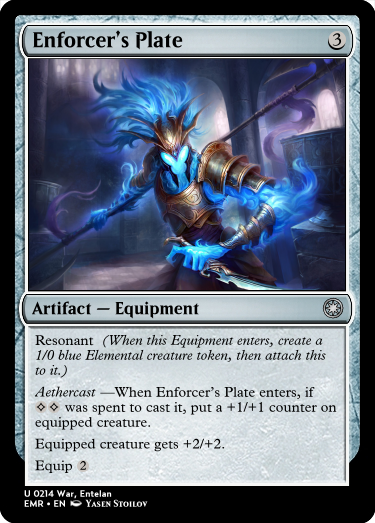 Enforcer's Plate 3
Artifact — Equipment
Resonant (When this Equipment enters, create a
1/0 blue Elemental creature token, then attach this
to it.)
Aethercast —When Enforcer's Plate enters, if
was spent to cast it, put a +1/+1 counter on
equipped creature.
Equipped creature gets +2/+2.
Equip 2
U 0214 War, Entelan
EMR • EN Yasen Stoilov